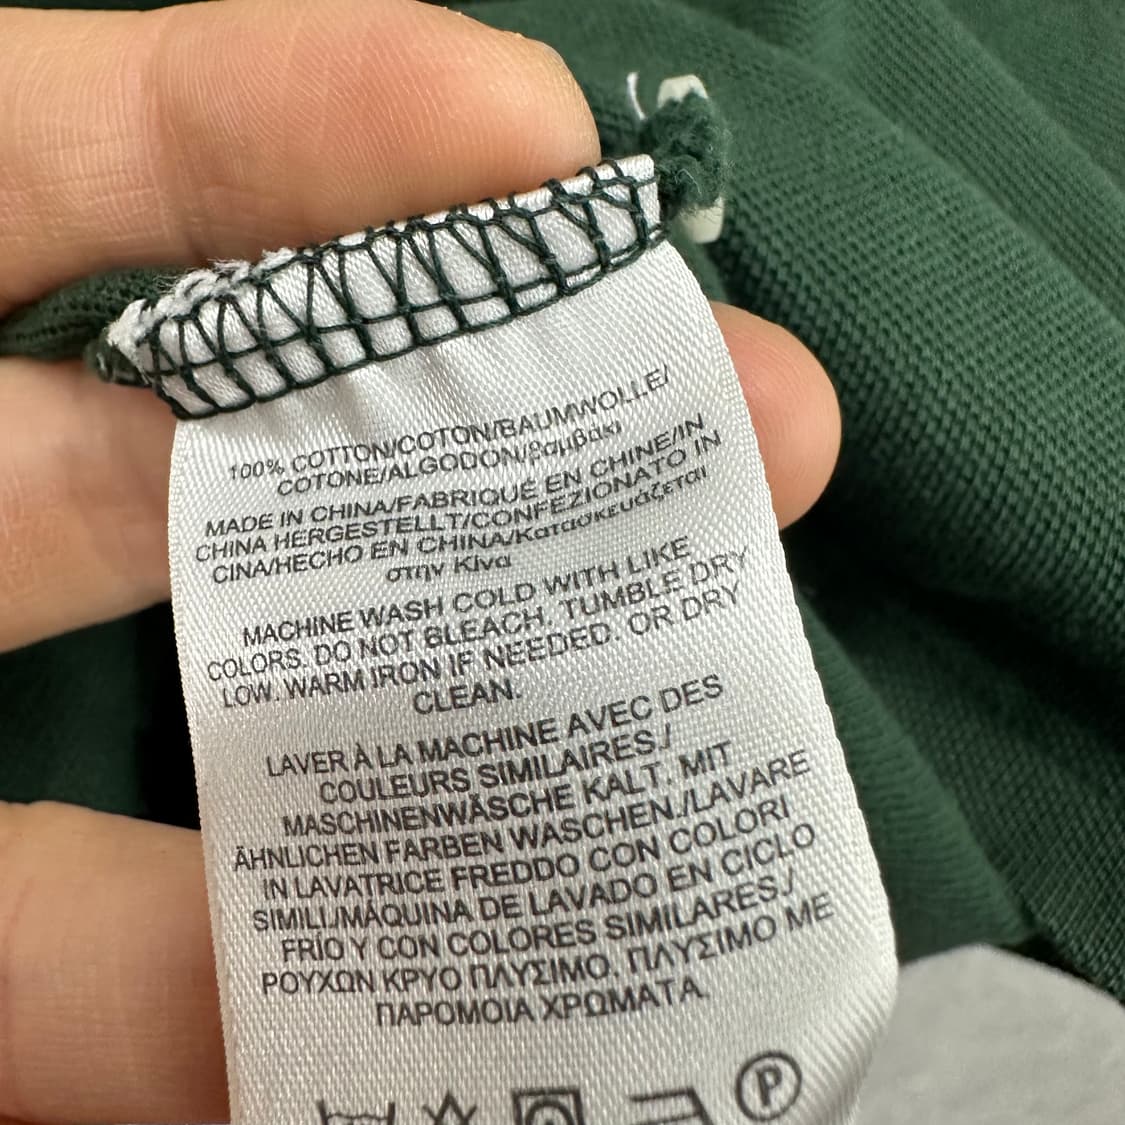 100% COTTON/COTON/BAUMWOLLE/
COTONE/ALGODON/βαμβάκι
MADE IN CHINA/FABRIQUÉ EN CHINE/IN
CHINA HERGESTELLT/CONFEZIONATO IN
CINA/HECHO EN CHINA/Κατασκευάζεται
στην Κίνα
MACHINE WASH COLD WITH LIKE
COLORS. DO NOT BLEACH. TUMBLE DRY
LOW. WARM IRON IF NEEDED. OR DRY
CLEAN.
LAVER À LA MACHINE AVEC DES
COULEURS SIMILAIRES./
MASCHINENWÄSCHE KALT. MIT
ÄHNLICHEN FARBEN WASCHEN./LAVARE
IN LAVATRICE FREDDO CON COLORI
SIMILI./MÁQUINA DE LAVADO EN CICLO
FRÍO Y CON COLORES SIMILARES./
ΡΟΥΧΩΝ ΚΡΥΟ ΠΛΥΣΙΜΟ. ΠΛΥΣΙΜΟ ΜΕ
ΠΑΡΟΜΟΙΑ ΧΡΩΜΑΤΑ
P